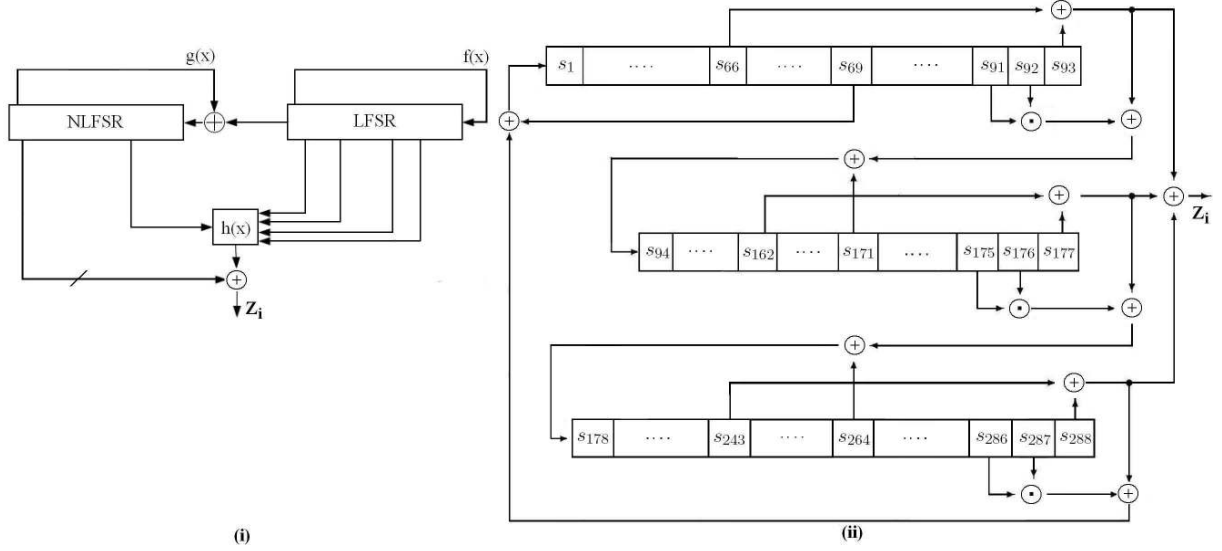 g(x)
f(x)
NLFSR
LFSR
h(x)
Z_i
(i)
s_1 .... s_66 .... s_69 .... s_91 s_92 s_93
Z_i
s_94 .... s_162 .... s_171 .... s_175 s_176 s_177
s_178 .... s_243 .... s_264 .... s_286 s_287 s_288
(ii)